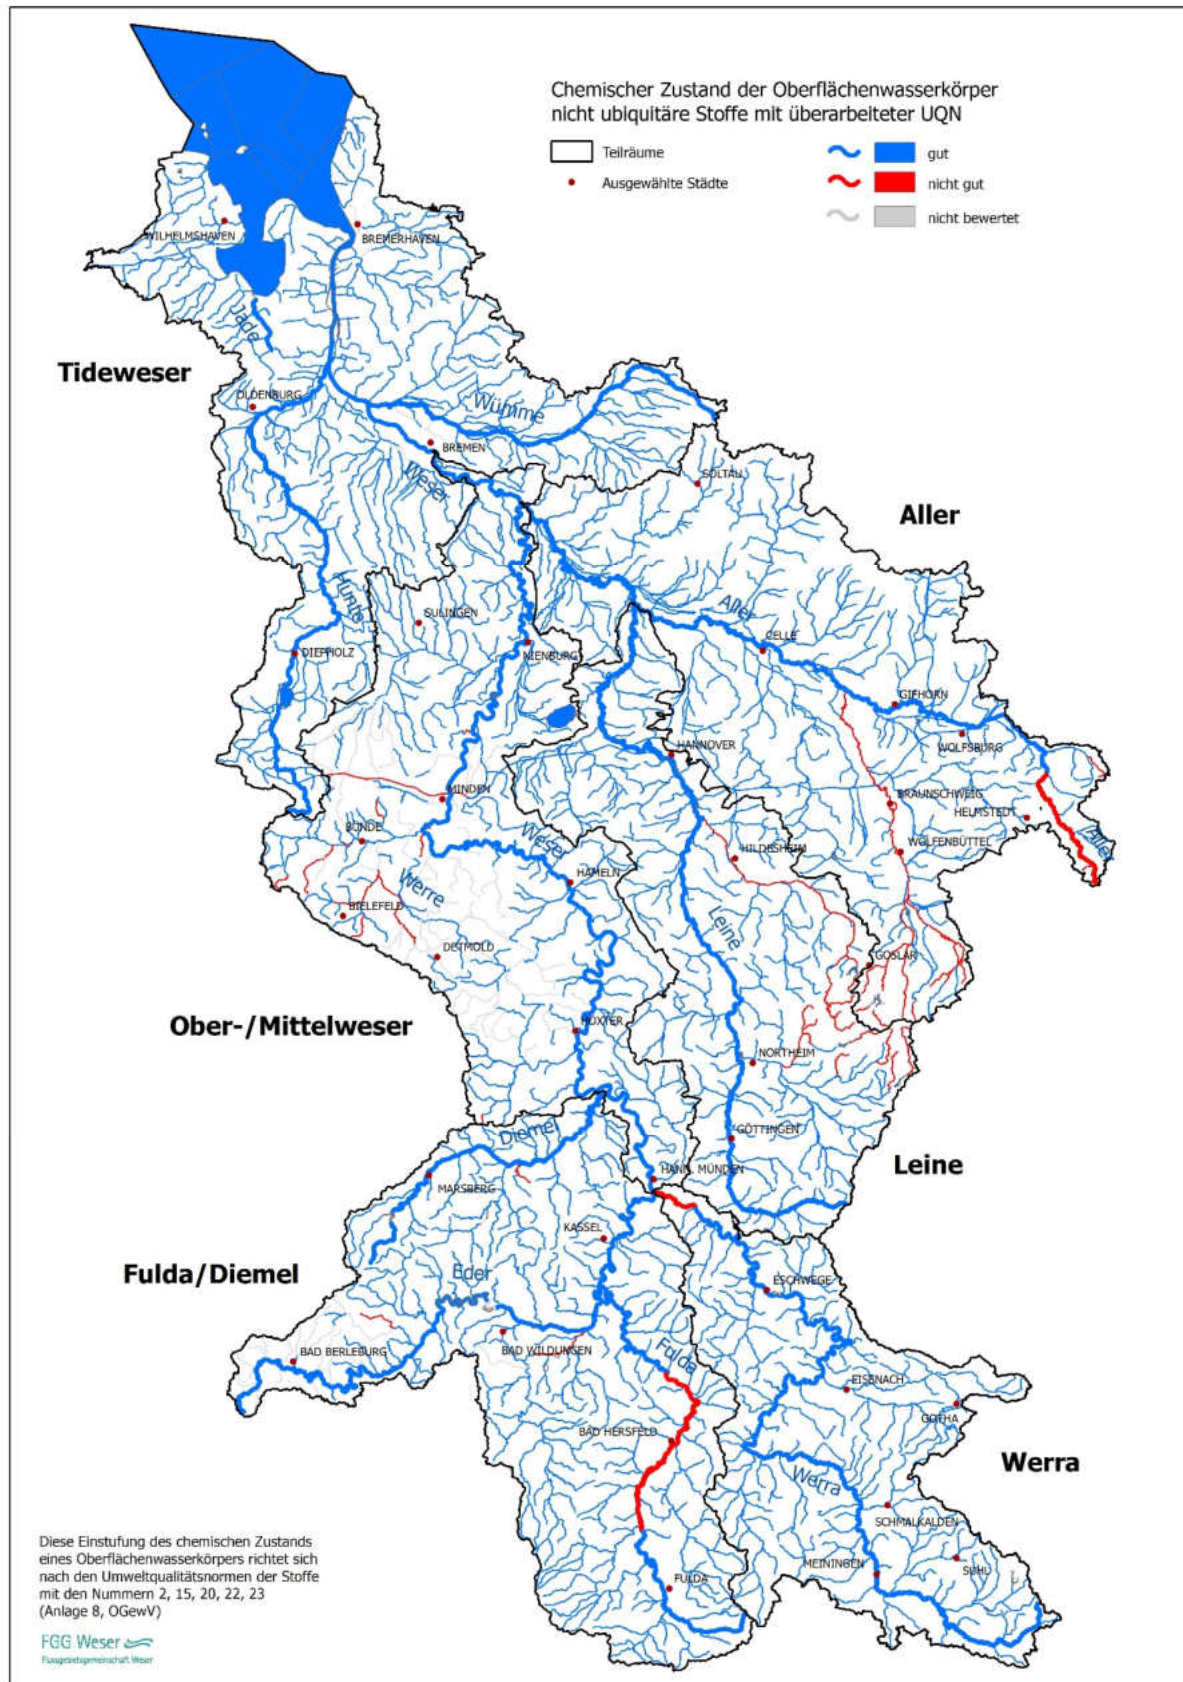 Chemischer Zustand der Oberflächenwasserkörper
nicht ubiquitäre Stoffe mit überarbeiteter UQN
Teilräume
gut
Ausgewählte Städte
nicht gut
nicht bewertet
WILHELMSHAVEN
BREMERHAVEN
Jade
Tideweser
OLDENBURG
Wümme
BREMEN
Weser
SOLTAU
Aller
Hunte
Aller
SULINGEN
CELLE
DIEPHOLZ
NIENBURG
GIFHORN
WOLFSBURG
HANNOVER
MINDEN
BRAUNSCHWEIG
HELMSTEDT
BÜNDE
Weser
Aller
HILDESHEIM
WOLFENBÜTTEL
Werre
HAMELN
BIELEFELD
Leine
DETMOLD
GOSLAR
Ober-/Mittelweser
HÖXTER
NORTHEIM
Diemel
GÖTTINGEN
Leine
HANN. MÜNDEN
MARSBERG
KASSEL
Fulda/Diemel
Eder
ESCHWEGE
BAD BERLEBURG
BAD WILDUNGEN
Fulda
EISENACH
GOTHA
BAD HERSFELD
Werra
Werra
SCHMALKALDEN
MEININGEN
SUHL
FULDA
Diese Einstufung des chemischen Zustands
eines Oberflächenwasserkörpers richtet sich
nach den Umweltqualitätsnormen der Stoffe
mit den Nummern 2, 15, 20, 22, 23
(Anlage 8, OGewV)
FGG Weser
Flussgebietsgemeinschaft Weser